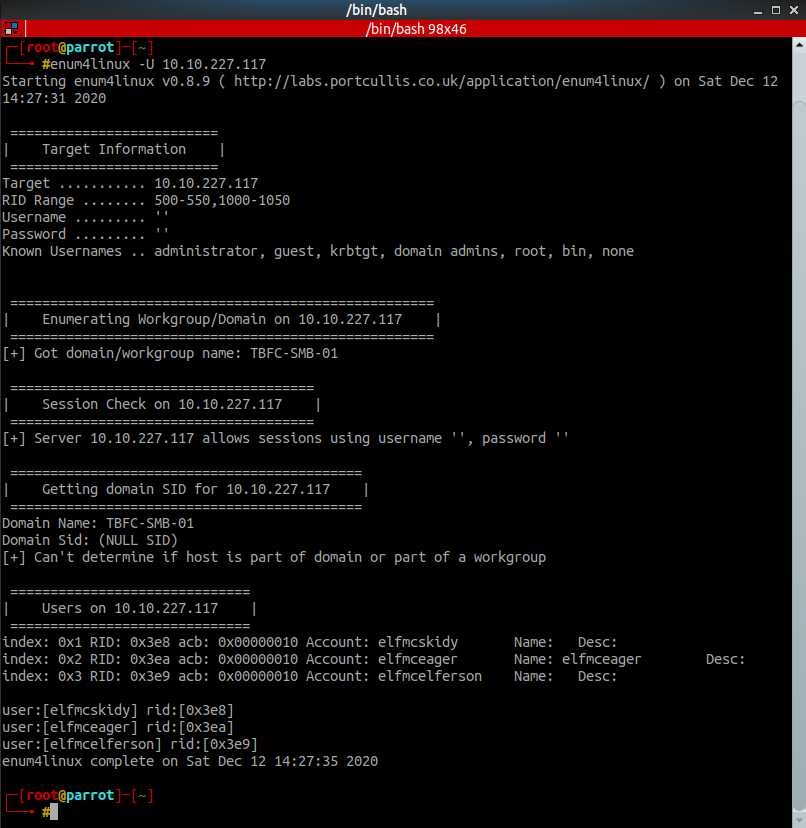 /bin/bash
/bin/bash 98x46
┌─[root@parrot]─[~]
└──╼ #enum4linux -U 10.10.227.117
Starting enum4linux v0.8.9 ( http://labs.portcullis.co.uk/application/enum4linux/ ) on Sat Dec 12
14:27:31 2020
==========================
|    Target Information    |
==========================
Target ........... 10.10.227.117
RID Range ........ 500-550,1000-1050
Username ......... ''
Password ......... ''
Known Usernames .. administrator, guest, krbtgt, domain admins, root, bin, none
=====================================================
|    Enumerating Workgroup/Domain on 10.10.227.117    |
=====================================================
[+] Got domain/workgroup name: TBFC-SMB-01
======================================
|    Session Check on 10.10.227.117    |
======================================
[+] Server 10.10.227.117 allows sessions using username '', password ''
============================================
|    Getting domain SID for 10.10.227.117    |
============================================
Domain Name: TBFC-SMB-01
Domain Sid: (NULL SID)
[+] Can't determine if host is part of domain or part of a workgroup
==============================
|    Users on 10.10.227.117    |
==============================
index: 0x1 RID: 0x3e8 acb: 0x00000010 Account: elfmcskidy       Name:   Desc:
index: 0x2 RID: 0x3ea acb: 0x00000010 Account: elfmceager       Name: elfmceager        Desc:
index: 0x3 RID: 0x3e9 acb: 0x00000010 Account: elfmcelferson    Name:   Desc:
user:[elfmcskidy] rid:[0x3e8]
user:[elfmceager] rid:[0x3ea]
user:[elfmcelferson] rid:[0x3e9]
enum4linux complete on Sat Dec 12 14:27:35 2020
┌─[root@parrot]─[~]
└──╼ #